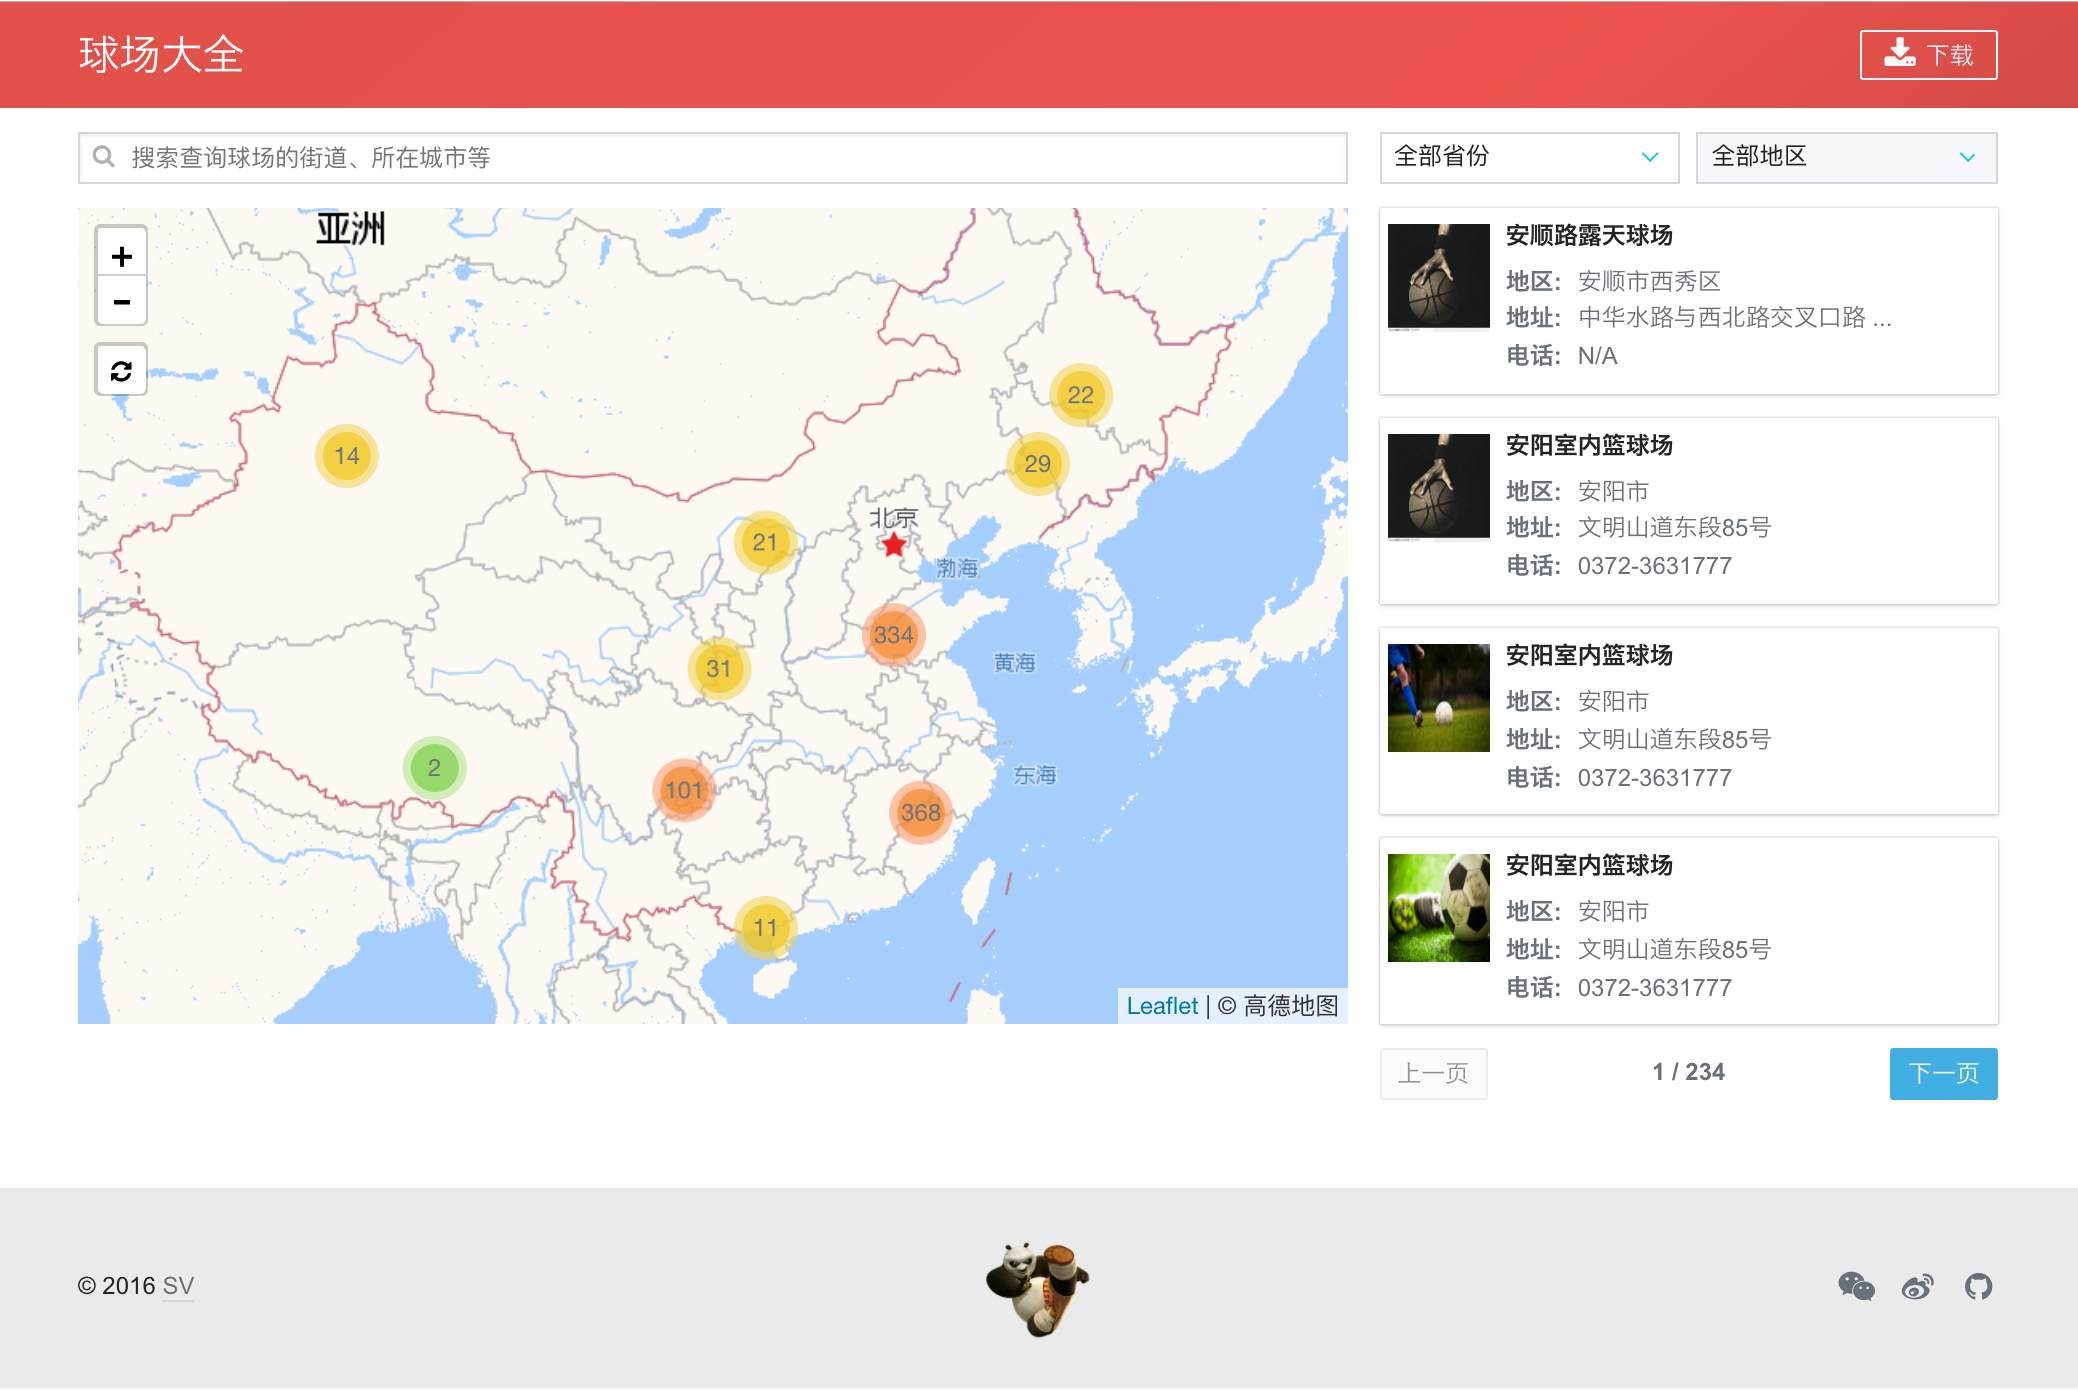 球场大全
下载
搜索查询球场的街道、所在城市等
全部省份
全部地区
亚洲
+
-
14
22
29
21
北京
渤海
334
31
黄海
2
101
368
东海
11
Leaflet | © 高德地图
安顺路露天球场
地区: 安顺市西秀区
地址: 中华水路与西北路交叉口路 ...
电话: N/A
安阳室内篮球场
地区: 安阳市
地址: 文明山道东段85号
电话: 0372-3631777
安阳室内篮球场
地区: 安阳市
地址: 文明山道东段85号
电话: 0372-3631777
安阳室内篮球场
地区: 安阳市
地址: 文明山道东段85号
电话: 0372-3631777
上一页
1 / 234
下一页
© 2016 SV